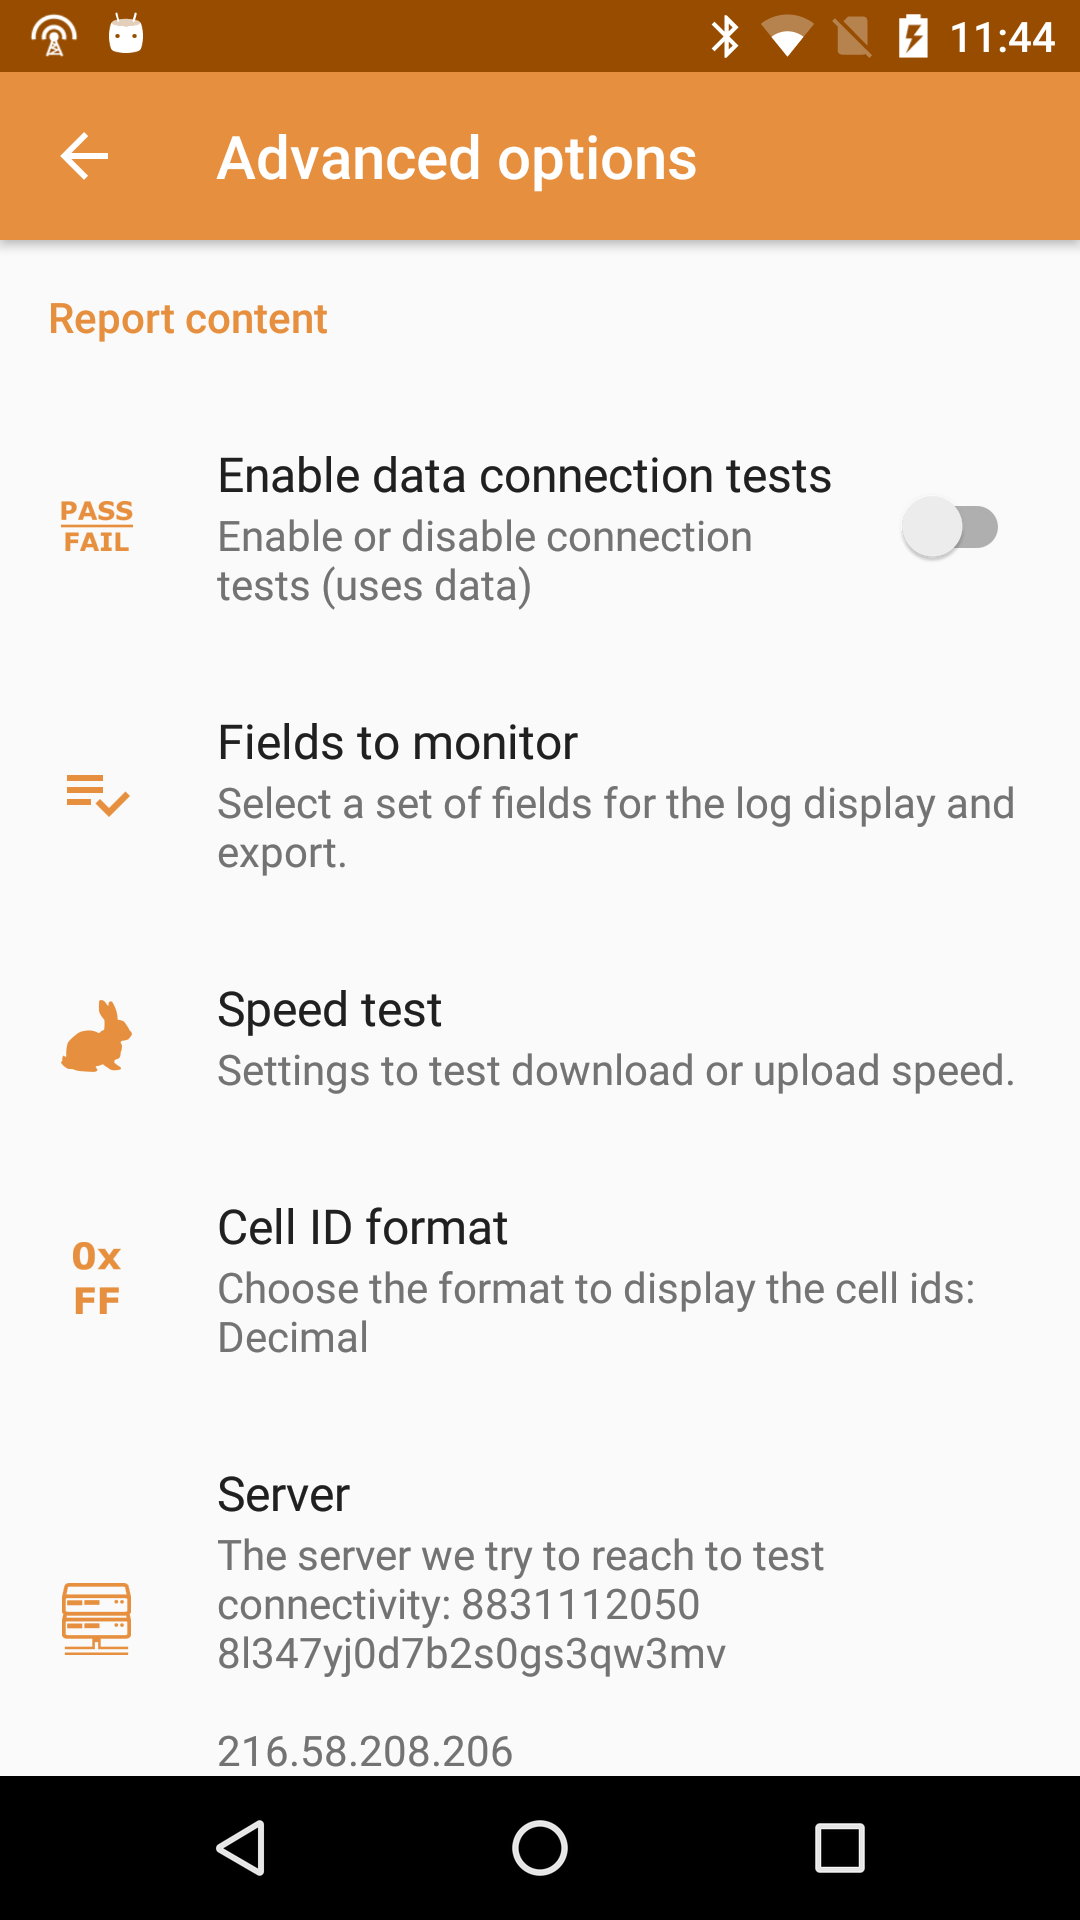 11:44
Advanced options
Report content
PASS
FAIL
Enable data connection tests
Enable or disable connection
tests (uses data)
Fields to monitor
Select a set of fields for the log display and
export.
Speed test
Settings to test download or upload speed.
0x
FF
Cell ID format
Choose the format to display the cell ids:
Decimal
Server
The server we try to reach to test
connectivity: 8831112050
8l347yj0d7b2s0gs3qw3mv
216.58.208.206